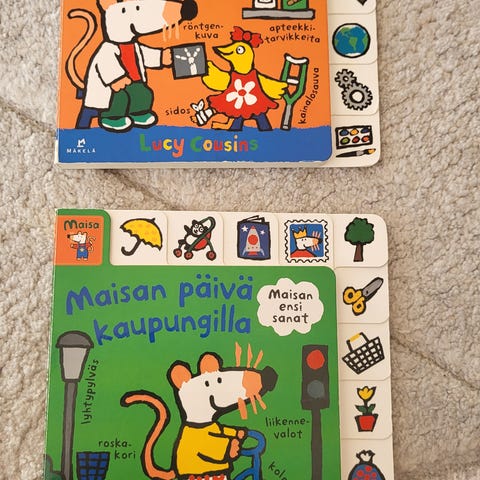 röntgen-
kuva
apteekki-
tarvikkeita
sidos
kainalosauva
MÄKELÄ
Lucy Cousins
Maisa
Maisan päivä
kaupungilla
Maisan
ensi
sanat
lyhtypylväs
liikenne-
valot
roska-
kori